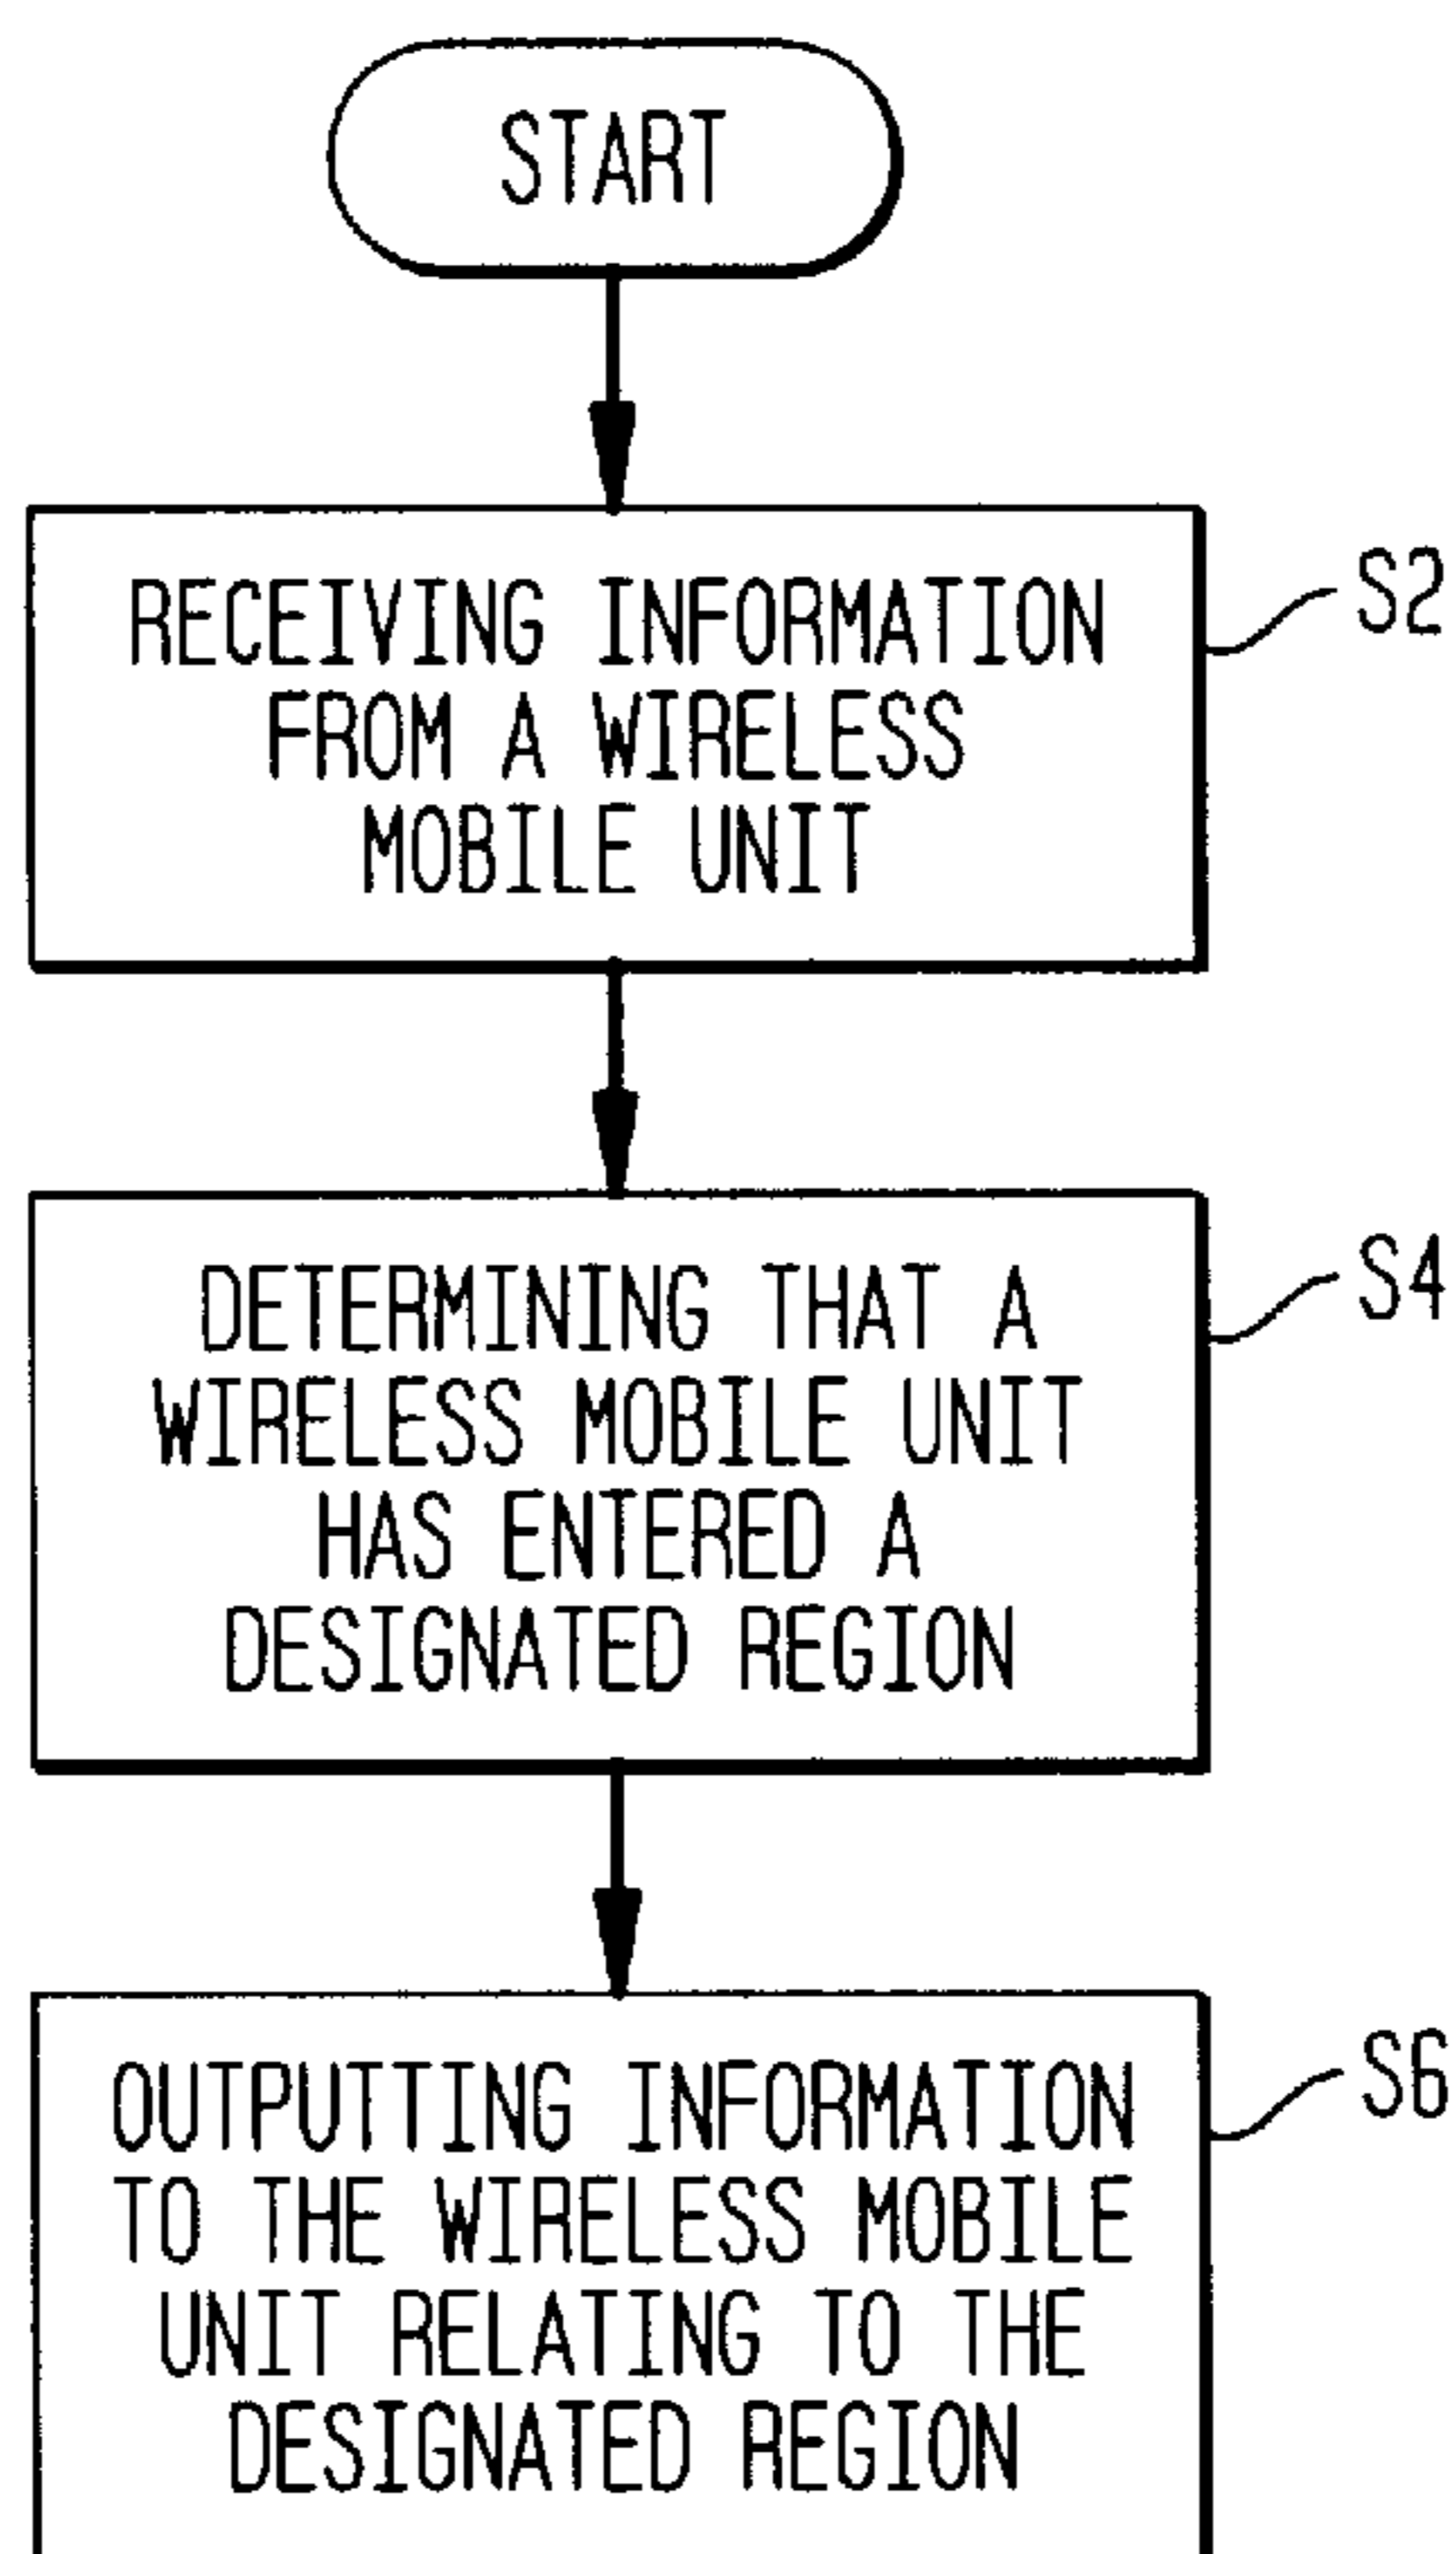 START
RECEIVING INFORMATION
FROM A WIRELESS
MOBILE UNIT
S2
DETERMINING THAT A
WIRELESS MOBILE UNIT
HAS ENTERED A
DESIGNATED REGION
S4
OUTPUTTING INFORMATION
TO THE WIRELESS MOBILE
UNIT RELATING TO THE
DESIGNATED REGION
S6